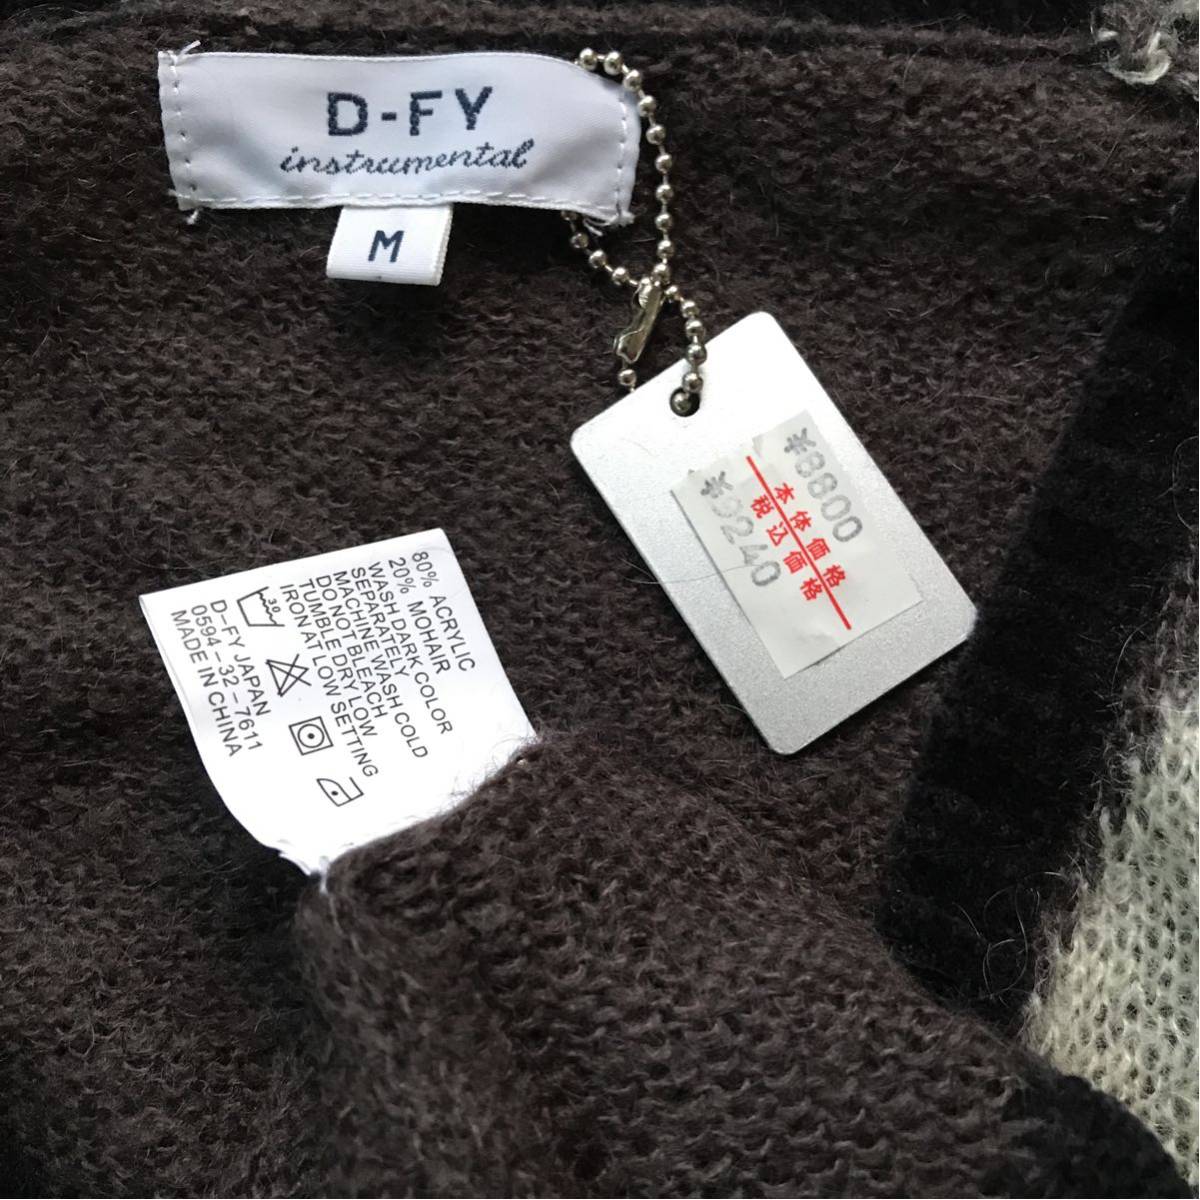 D-FY
instrumental
M
*8800
本体価格
税込価格
*9240
80% ACRYLIC
20% MOHAIR
WASH DARK COLOR
SEPARATELY
MACHINE WASH COLD
DO NOT BLEACH
TUMBLE DRY LOW
IRON AT LOW SETTING
30
D-FY JAPAN
0594-32-7611
MADE IN CHINA